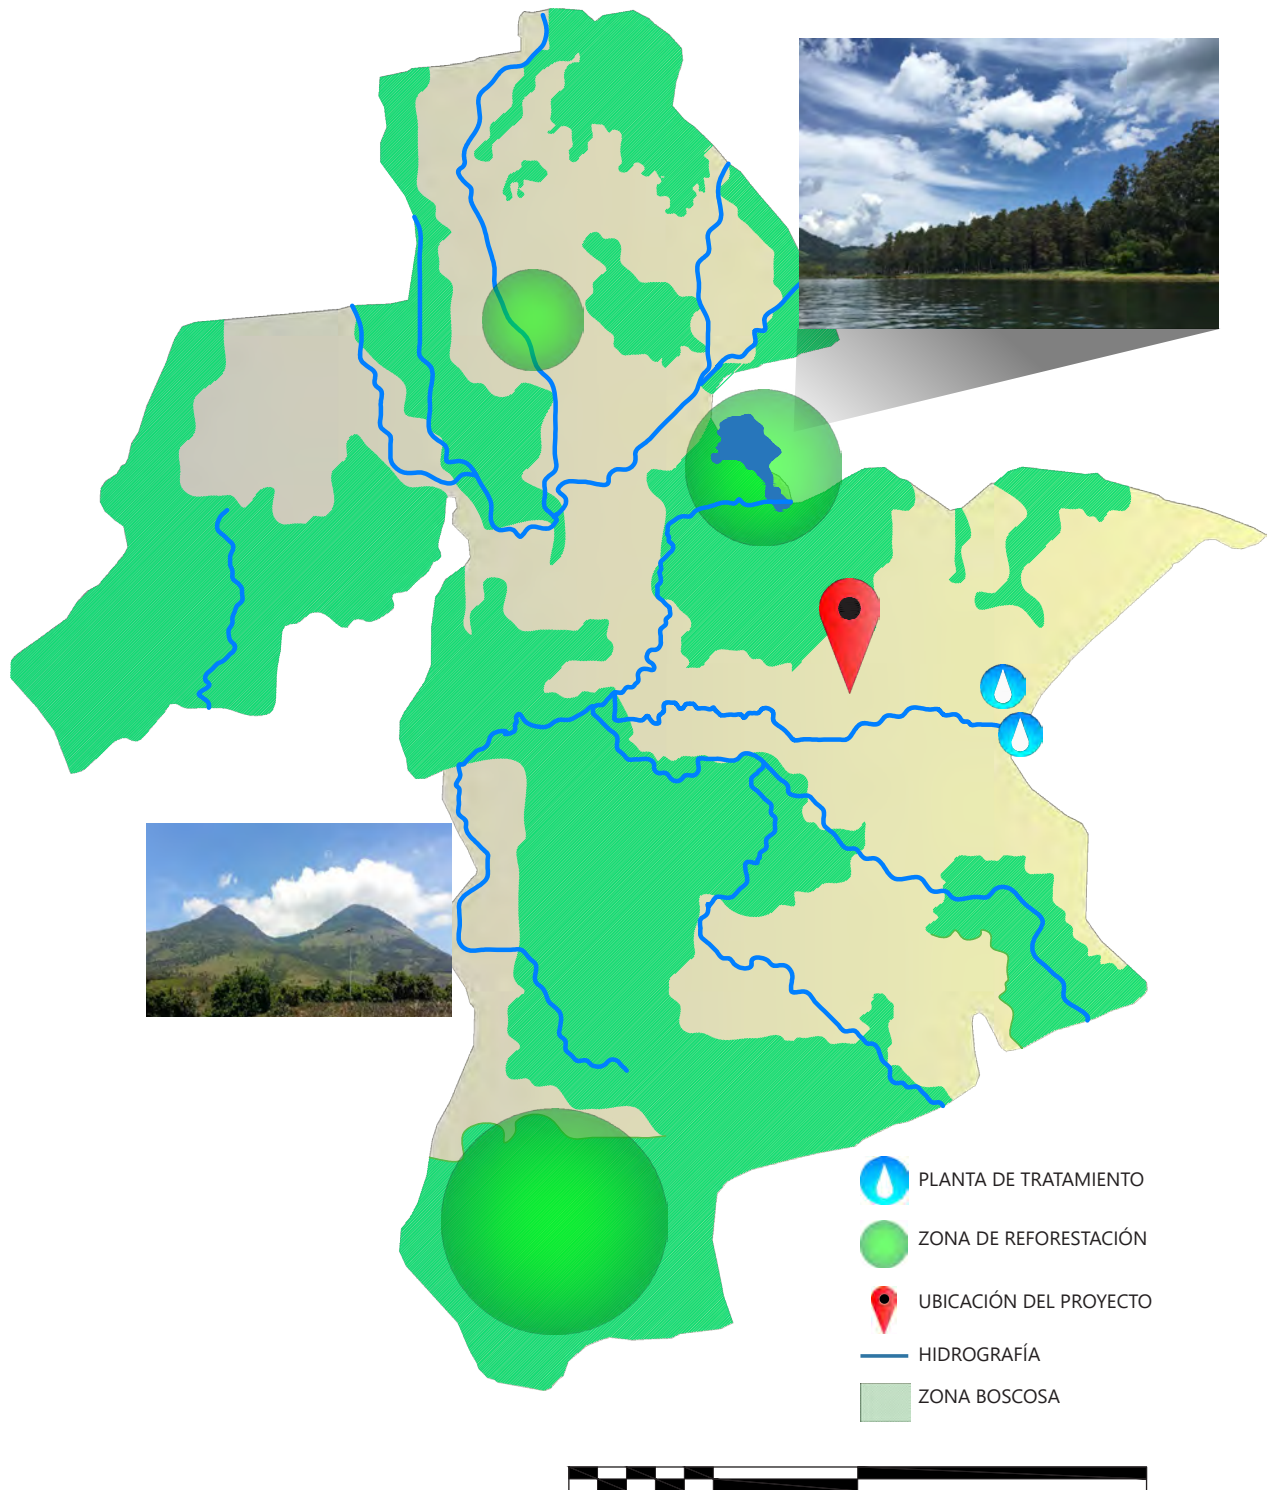 PLANTA DE TRATAMIENTO
ZONA DE REFORESTACIÓN
UBICACIÓN DEL PROYECTO
HIDROGRAFÍA
ZONA BOSCOSA